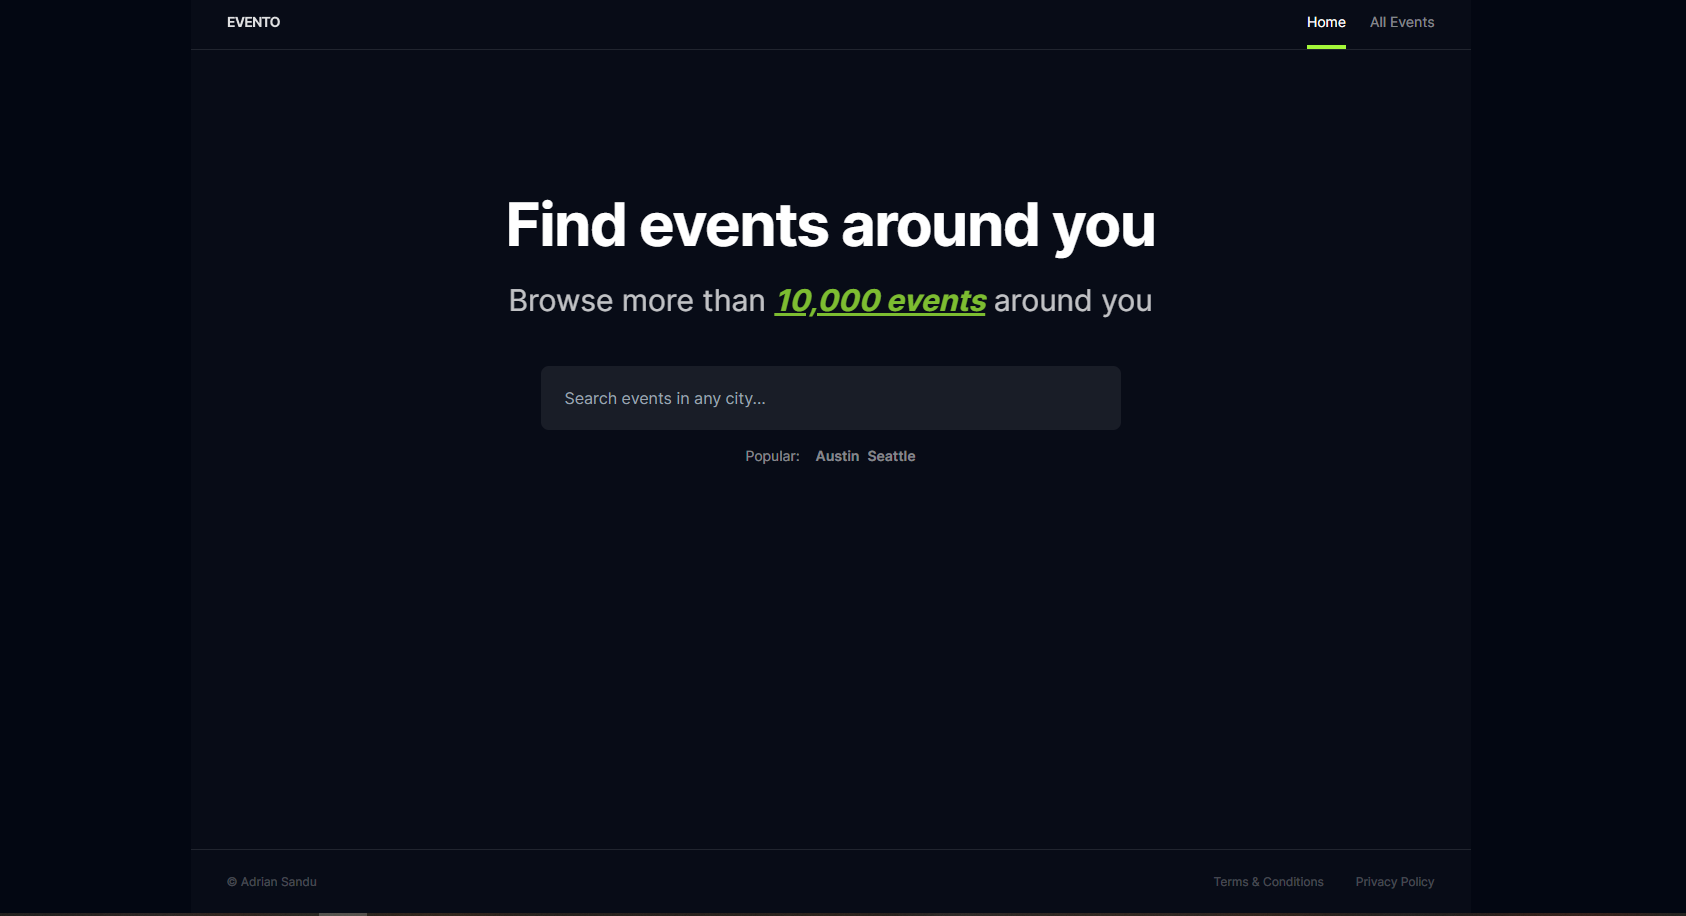 EVENTO
Home All Events
Find events around you
Browse more than 10,000 events around you
Search events in any city...
Popular: Austin Seattle
© Adrian Sandu
Terms & Conditions Privacy Policy